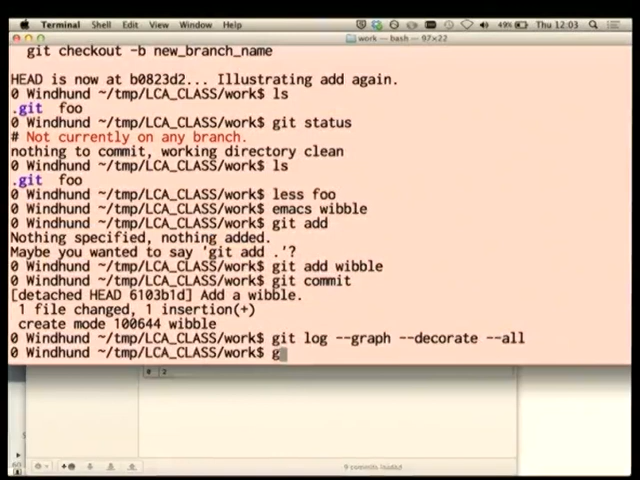 Terminal Shell Edit View Window Help 49% Thu 12:03
work — bash — 97×22
git checkout -b new_branch_name
HEAD is now at b0823d2... Illustrating add again.
0 Windhund ~/tmp/LCA_CLASS/work$ ls
.git foo
0 Windhund ~/tmp/LCA_CLASS/work$ git status
# Not currently on any branch.
nothing to commit, working directory clean
0 Windhund ~/tmp/LCA_CLASS/work$ ls
.git foo
0 Windhund ~/tmp/LCA_CLASS/work$ less foo
0 Windhund ~/tmp/LCA_CLASS/work$ emacs wibble
0 Windhund ~/tmp/LCA_CLASS/work$ git add
Nothing specified, nothing added.
Maybe you wanted to say 'git add .'?
0 Windhund ~/tmp/LCA_CLASS/work$ git add wibble
0 Windhund ~/tmp/LCA_CLASS/work$ git commit
[detached HEAD 6103b1d] Add a wibble.
1 file changed, 1 insertion(+)
create mode 100644 wibble
0 Windhund ~/tmp/LCA_CLASS/work$ git log --graph --decorate --all
0 Windhund ~/tmp/LCA_CLASS/work$ g
9 commits loaded